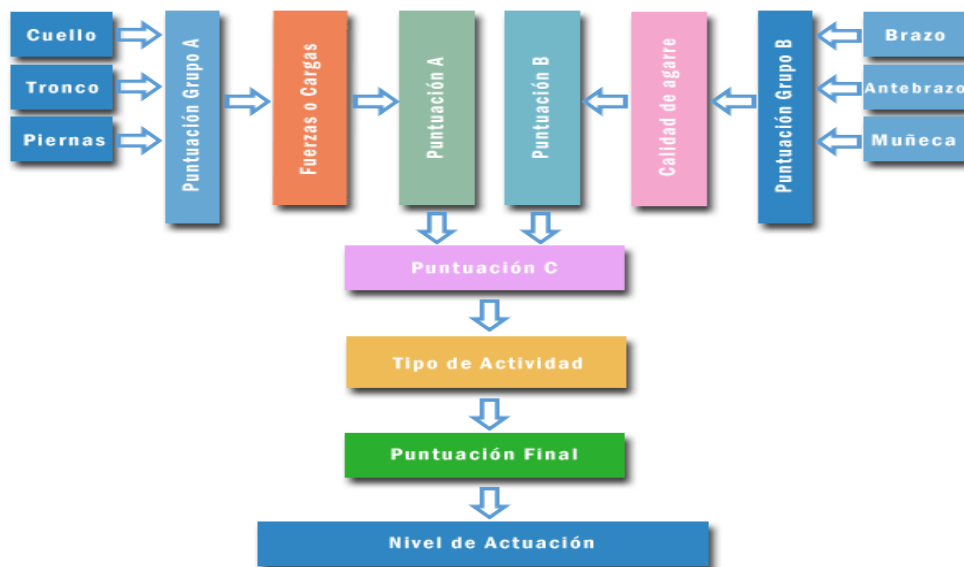 Cuello
Tronco
Piernas
Puntuación Grupo A
Fuerzas o Cargas
Puntuación A
Puntuación B
Calidad de agarre
Puntuación Grupo B
Brazo
Antebrazo
Muñeca
Puntuación C
Tipo de Actividad
Puntuación Final
Nivel de Actuación